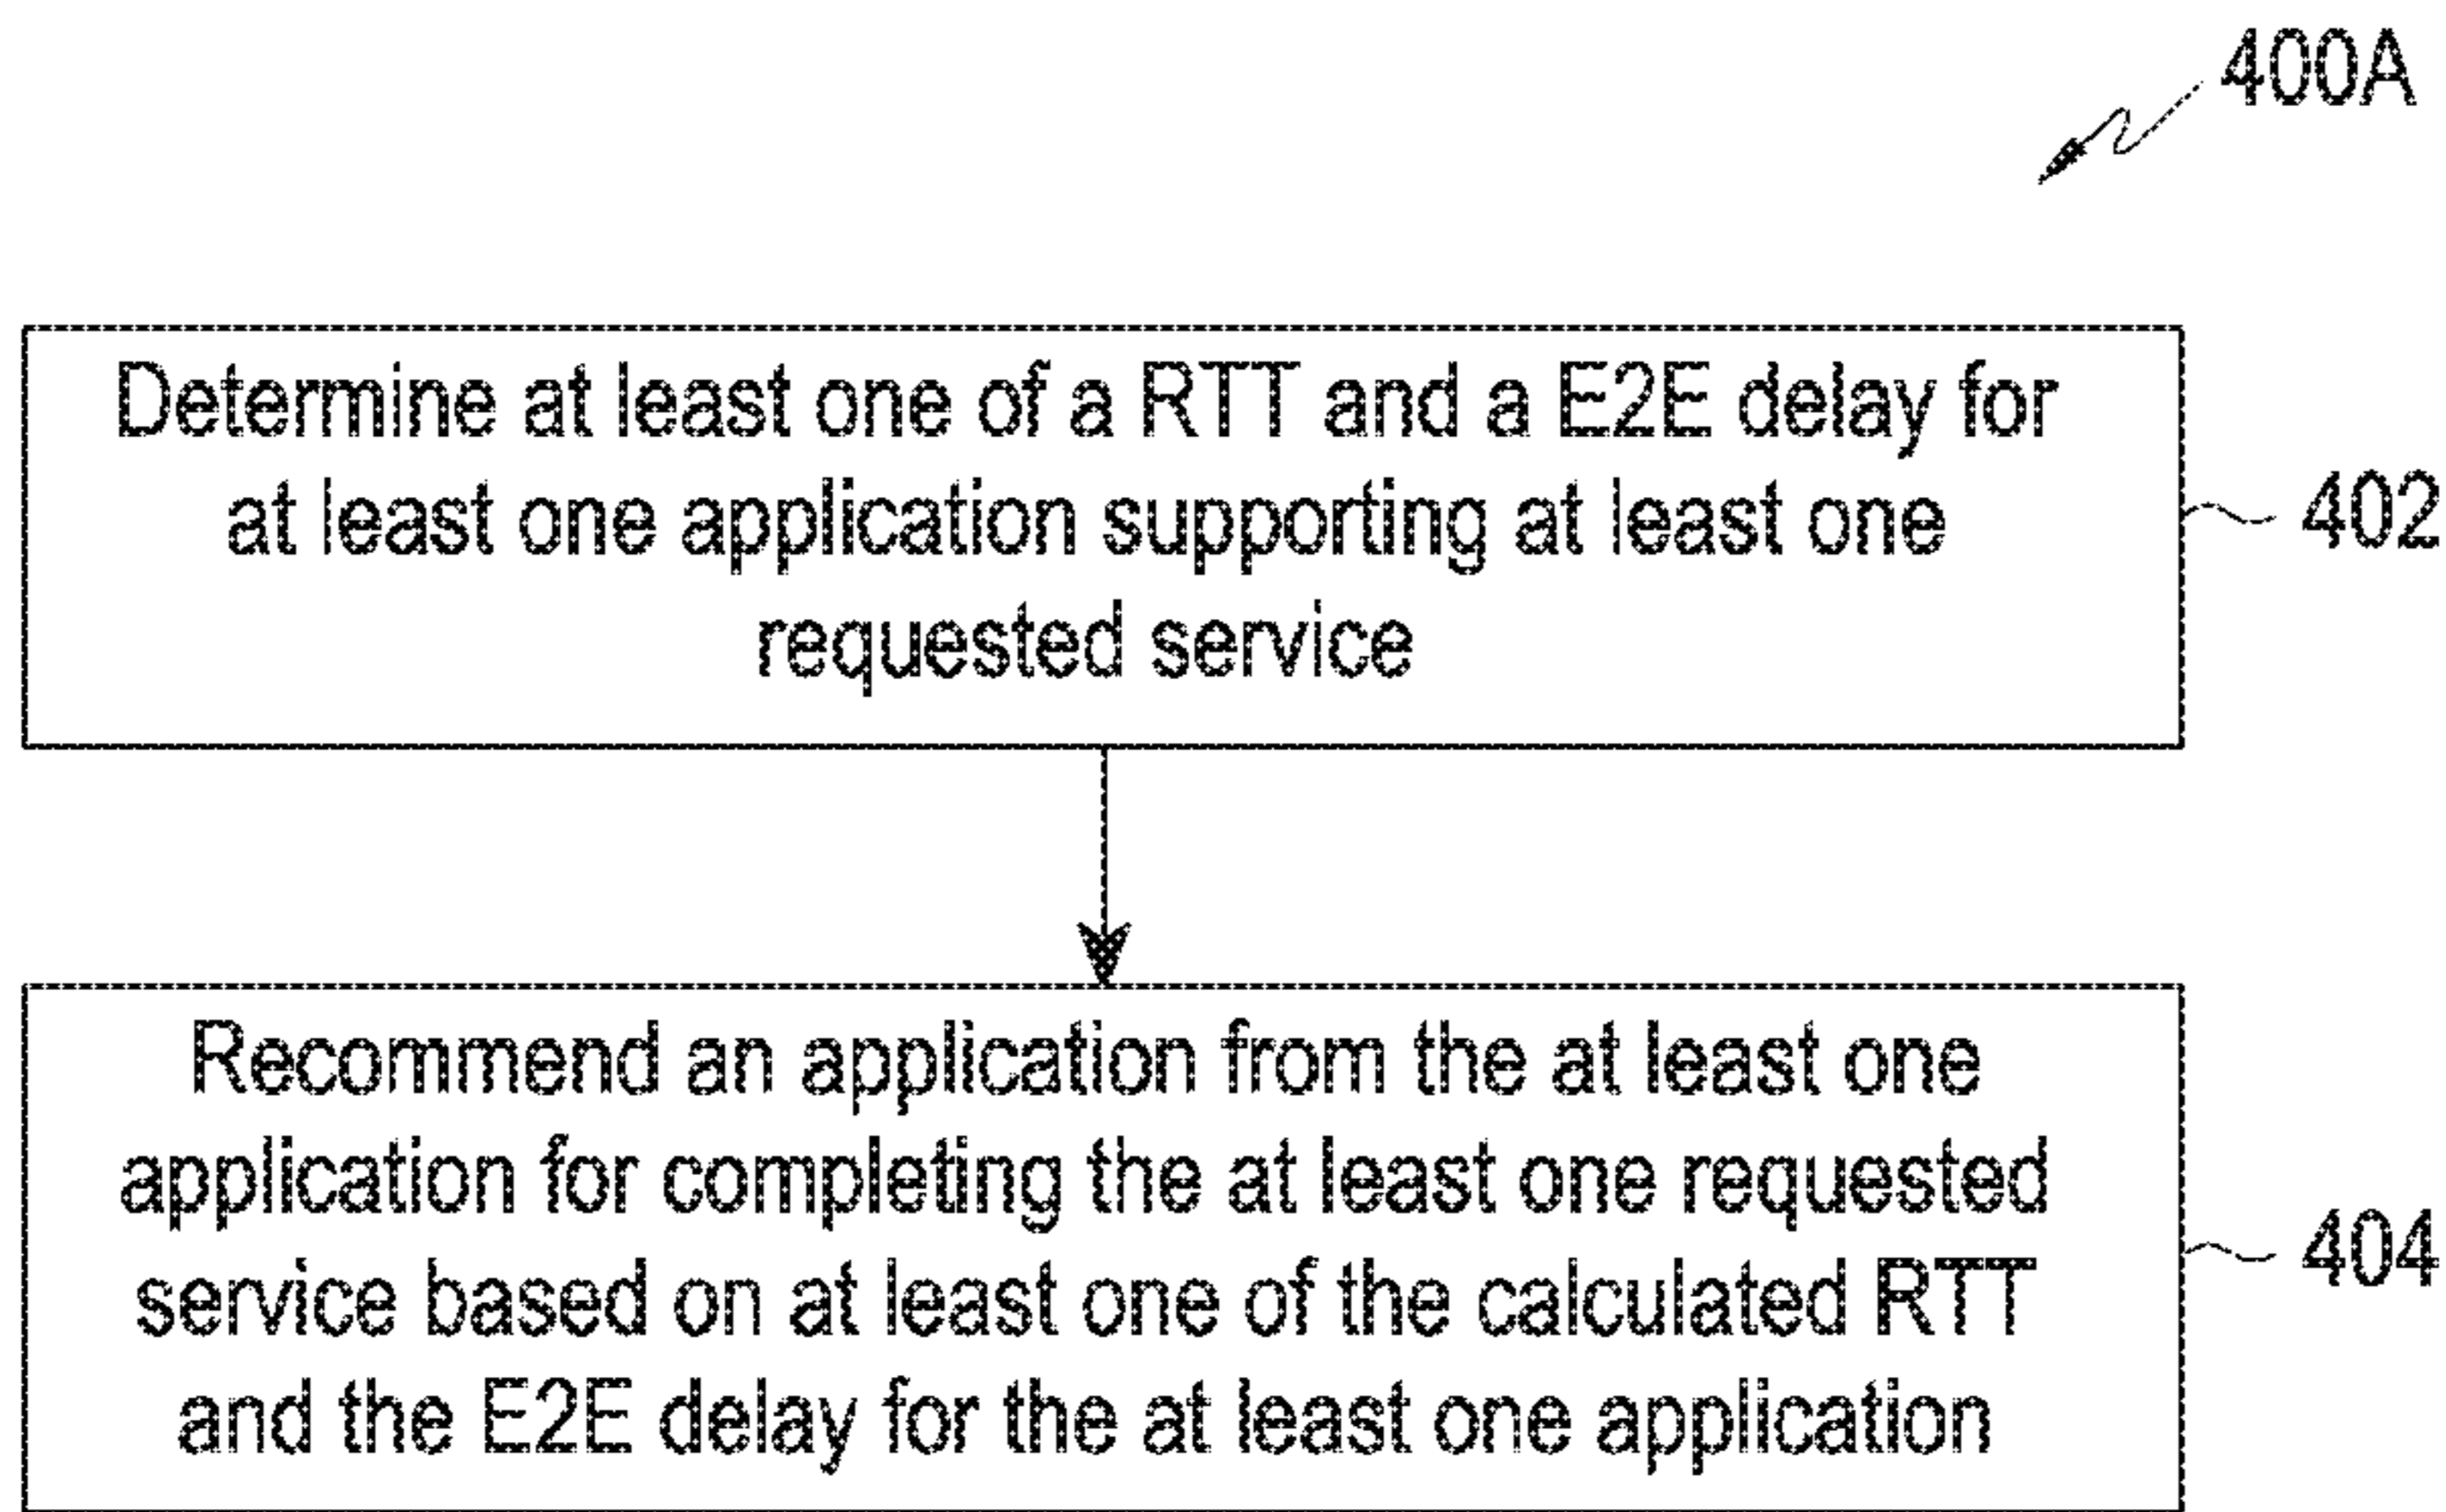 400A
Determine at least one of a RTT and a E2E delay for
at least one application supporting at least one
requested service
402
Recommend an application from the at least one
application for completing the at least one requested
service based on at least one of the calculated RTT
and the E2E delay for the at least one application
404